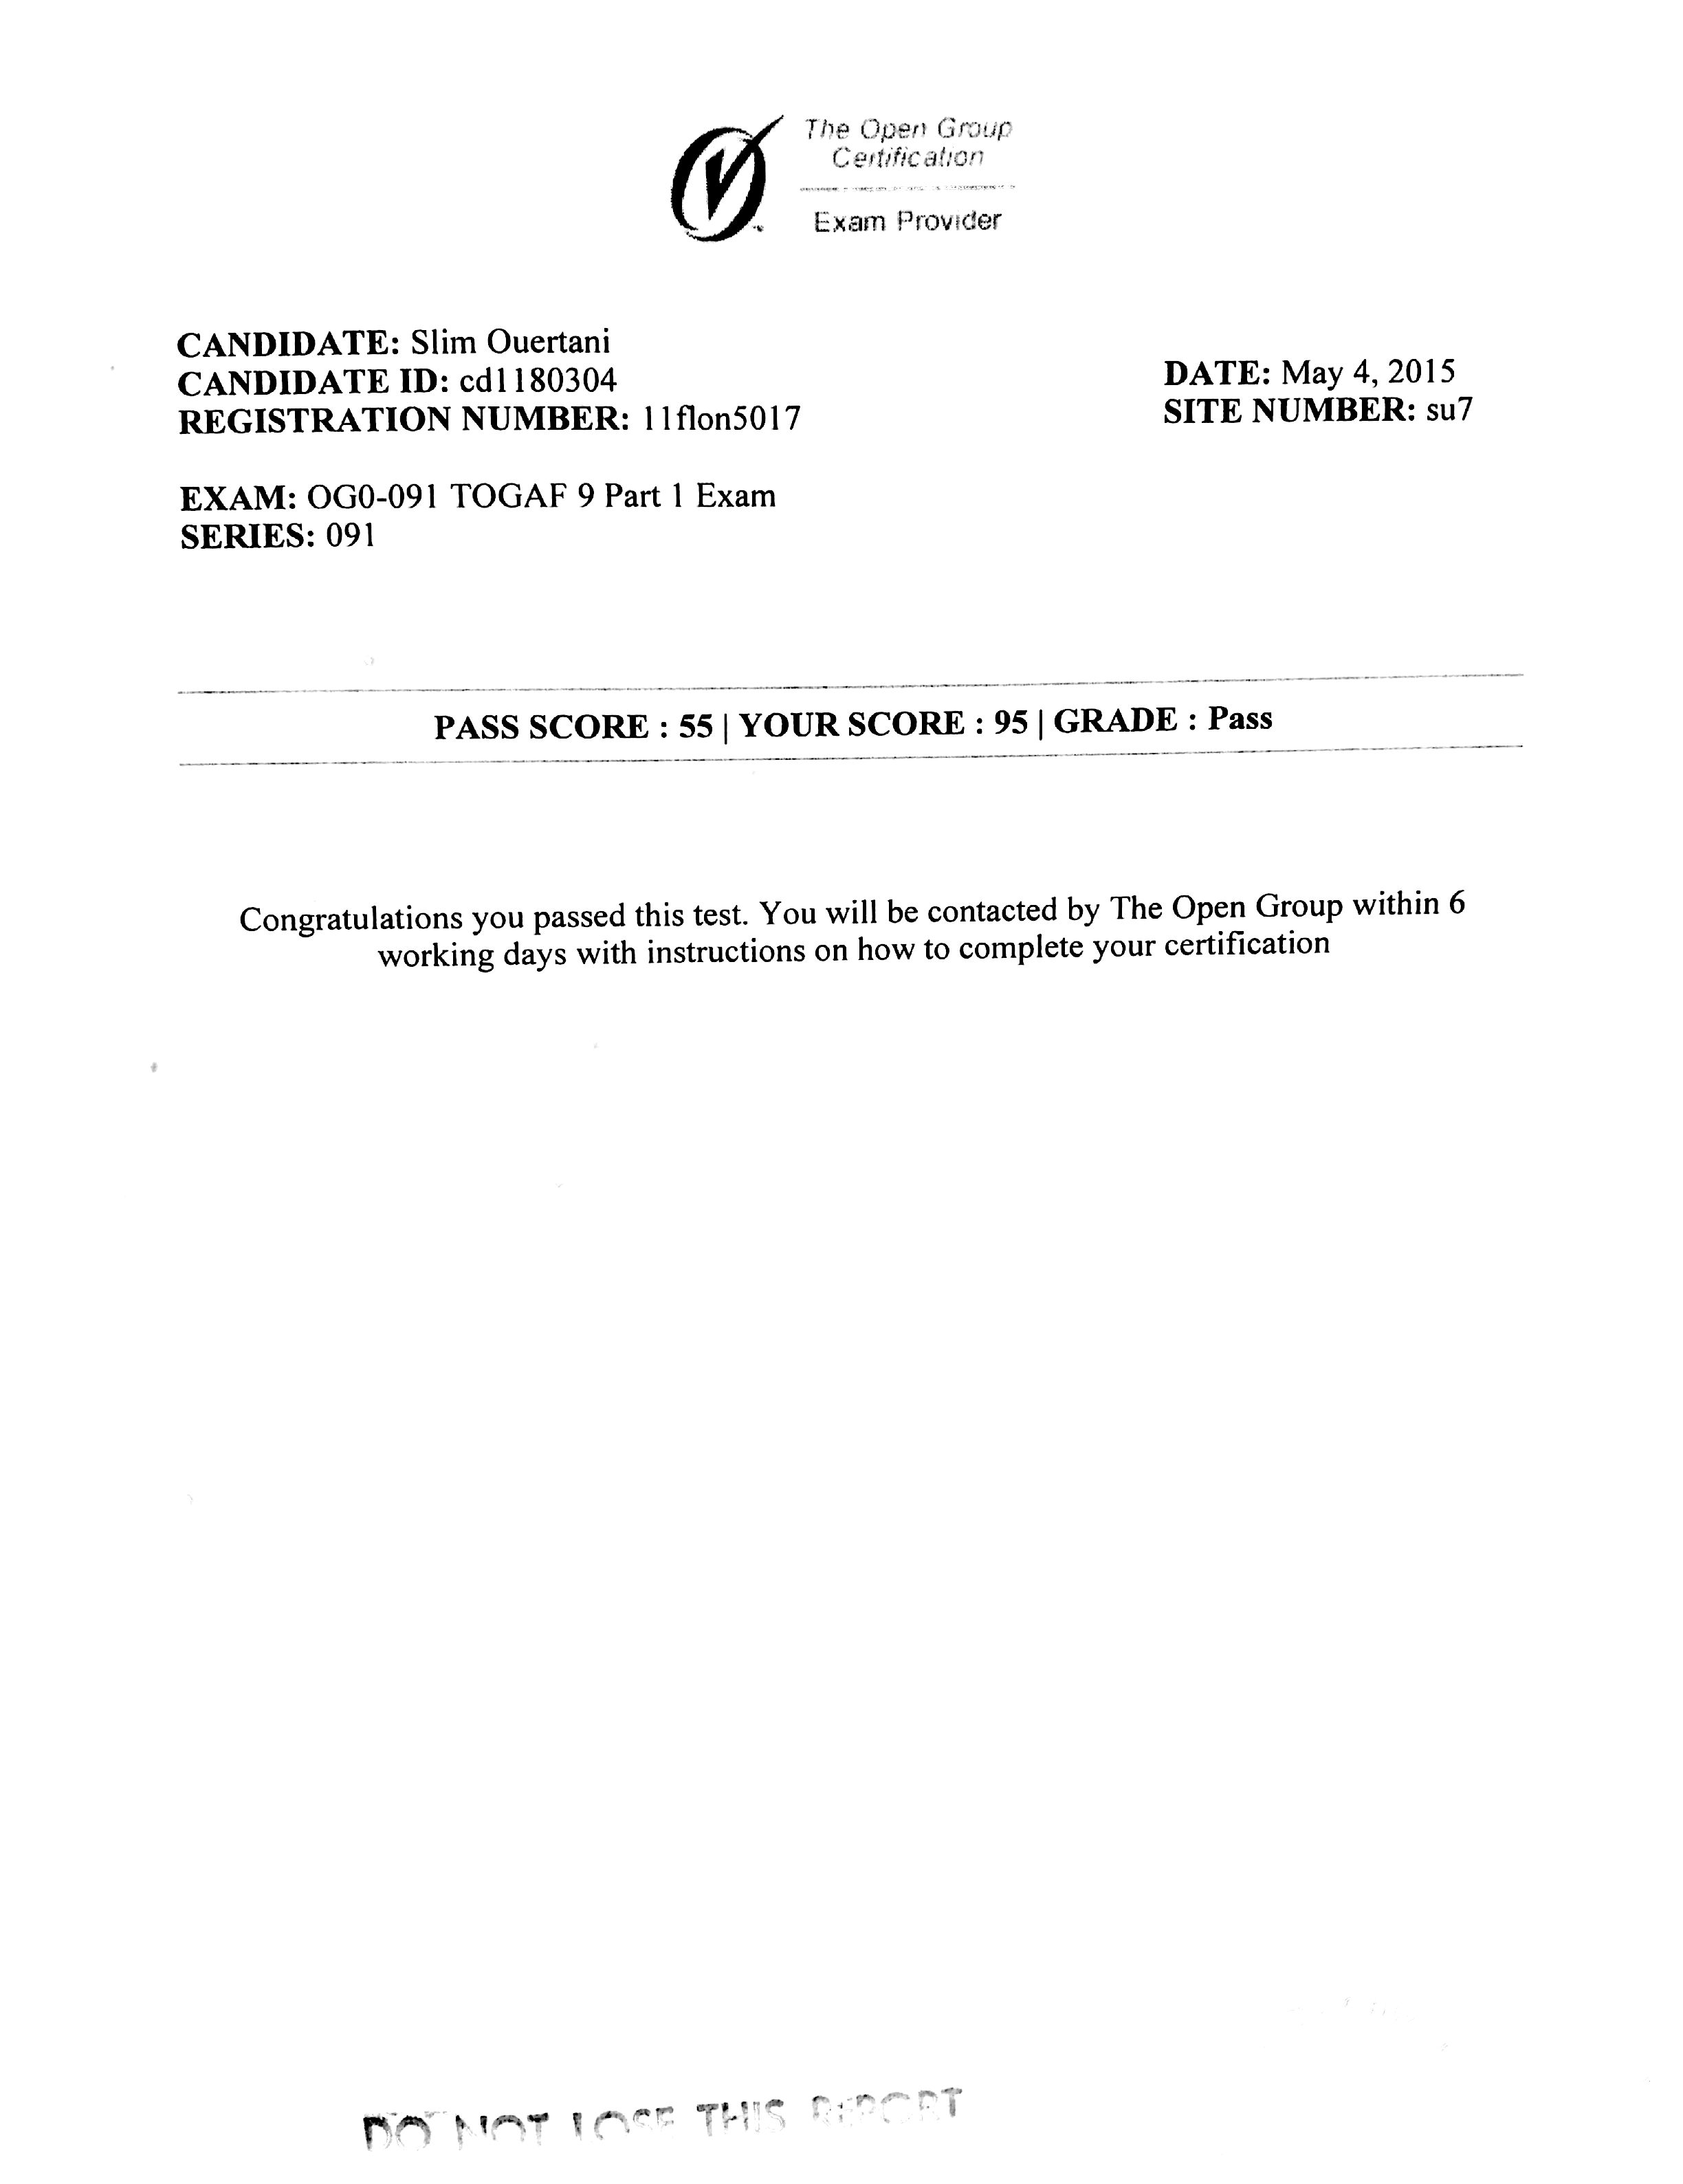 The Open Group
Certification
Exam Provider
CANDIDATE: Slim Ouertani
CANDIDATE ID: cd1180304
REGISTRATION NUMBER: 11flon5017
DATE: May 4, 2015
SITE NUMBER: su7
EXAM: OG0-091 TOGAF 9 Part 1 Exam
SERIES: 091
PASS SCORE : 55 | YOUR SCORE : 95 | GRADE : Pass
Congratulations you passed this test. You will be contacted by The Open Group within 6
working days with instructions on how to complete your certification
DO NOT LOSE THIS REPORT